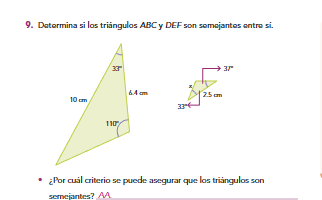 9. Determina si los triángulos ABC y DEF son semejantes entre sí.
33°
37°
x
10 cm
6.4 cm
2.5 cm
33°
110°
• ¿Por cuál criterio se puede asegurar que los triángulos son
semejantes? AA